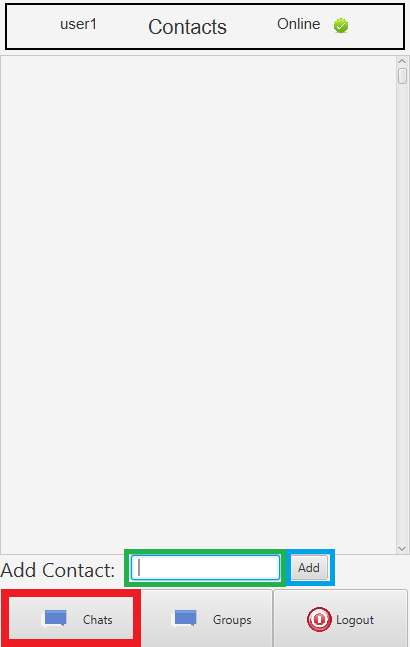 user1 Contacts Online
Add Contact: Add
Chats Groups Logout